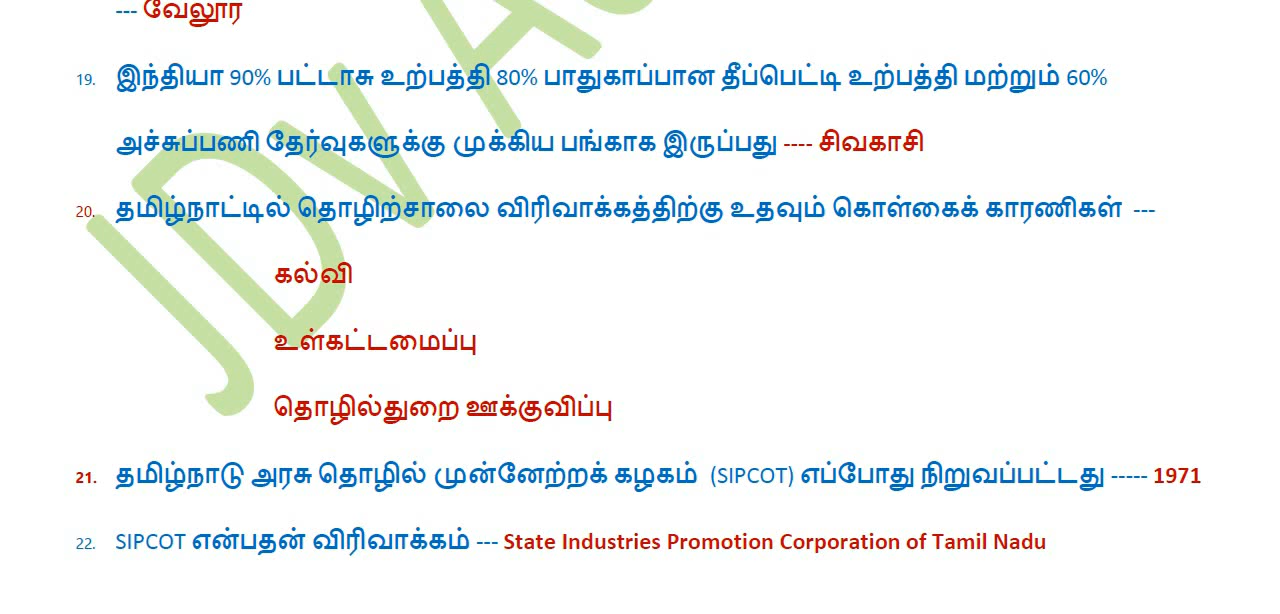 --- வேலூர
19. இந்தியா 90% பட்டாசு உற்பத்தி 80% பாதுகாப்பான தீப்பெட்டி உற்பத்தி மற்றும் 60%
அச்சுப்பணி தேர்வுகளுக்கு முக்கிய பங்காக இருப்பது ---- சிவகாசி
20. தமிழ்நாட்டில் தொழிற்சாலை விரிவாக்கத்திற்கு உதவும் கொள்கைக் காரணிகள் ---
கல்வி
உள்கட்டமைப்பு
தொழில்துறை ஊக்குவிப்பு
21. தமிழ்நாடு அரசு தொழில் முன்னேற்றக் கழகம் (SIPCOT) எப்போது நிறுவப்பட்டது ----- 1971
22. SIPCOT என்பதன் விரிவாக்கம் --- State Industries Promotion Corporation of Tamil Nadu
JDV A